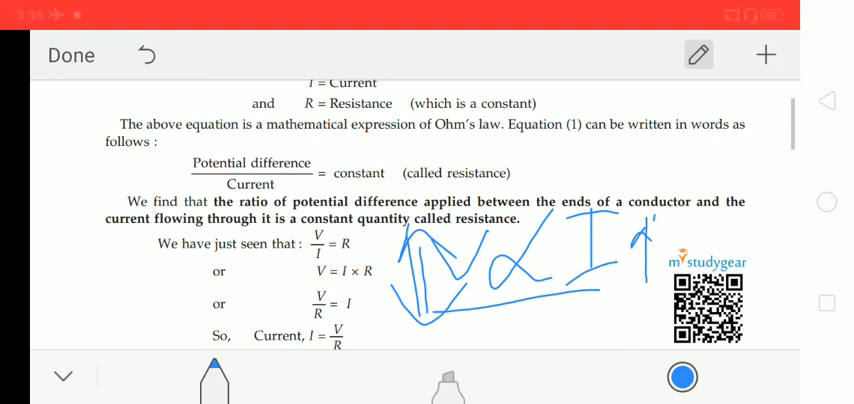 3:36
Done
I = Current
and R = Resistance (which is a constant)
The above equation is a mathematical expression of Ohm's law. Equation (1) can be written in words as
follows :
Potential difference / Current = constant (called resistance)
We find that the ratio of potential difference applied between the ends of a conductor and the
current flowing through it is a constant quantity called resistance.
We have just seen that : V/I = R
or V = I × R
or V/R = I
So, Current, I = V/R
V α I
mystudygear